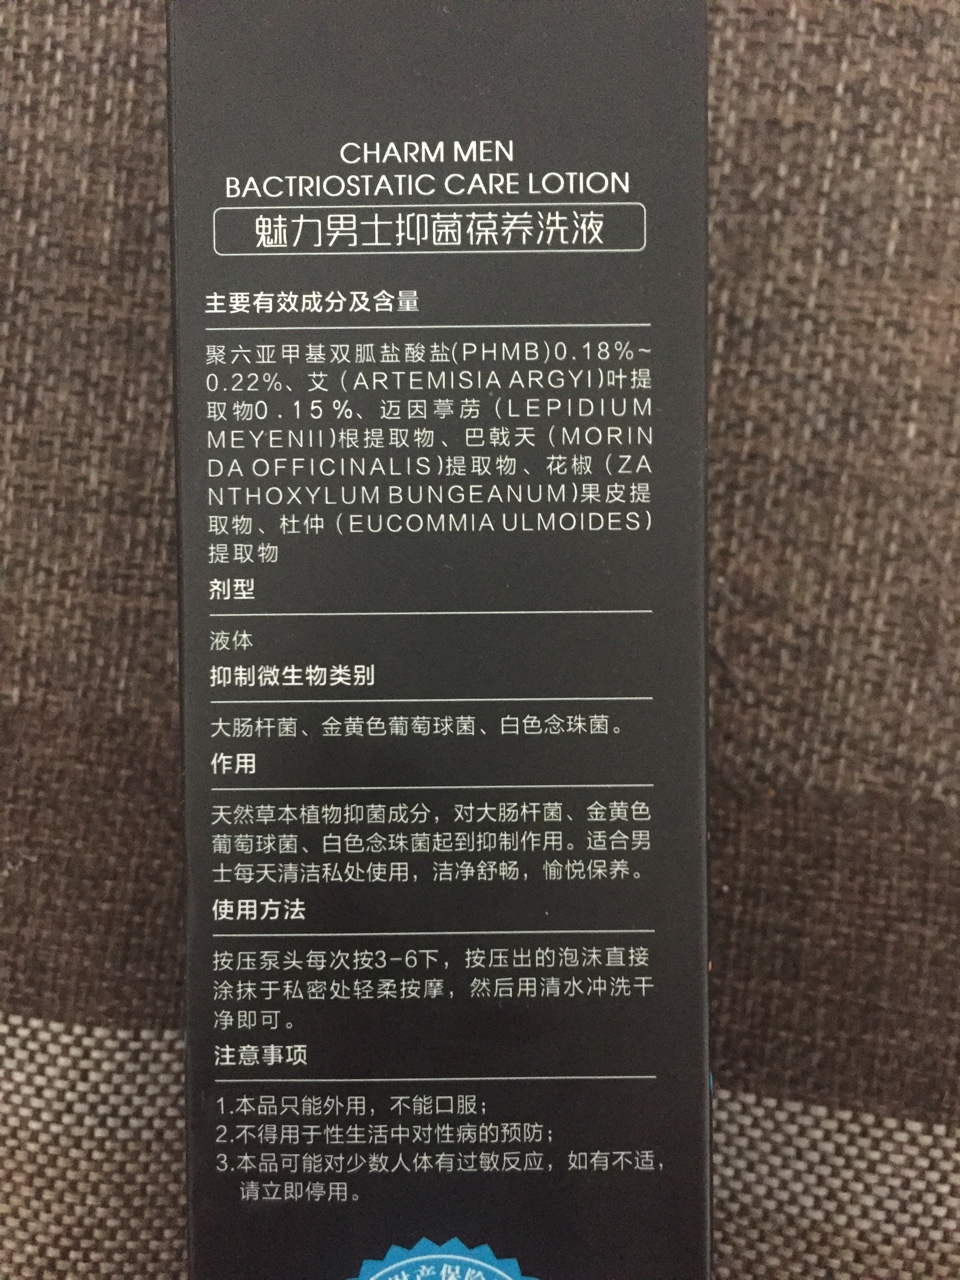 CHARM MEN
BACTRIOSTATIC CARE LOTION
魅力男士抑菌葆养洗液
主要有效成分及含量
聚六亚甲基双胍盐酸盐(PHMB)0.18%~
0.22%、艾（ARTEMISIA ARGYI)叶提
取物0.15%、迈因葶苈（LEPIDIUM
MEYENII)根提取物、巴戟天（MORIN
DA OFFICINALIS)提取物、花椒（ZA
NTHOXYLUM BUNGEANUM)果皮提
取物、杜仲（EUCOMMIA ULMOIDES)
提取物
剂型
液体
抑制微生物类别
大肠杆菌、金黄色葡萄球菌、白色念珠菌。
作用
天然草本植物抑菌成分，对大肠杆菌、金黄色
葡萄球菌、白色念珠菌起到抑制作用。适合男
士每天清洁私处使用，洁净舒畅，愉悦保养。
使用方法
按压泵头每次按3-6下，按压出的泡沫直接
涂抹于私密处轻柔按摩，然后用清水冲洗干
净即可。
注意事项
1.本品只能外用，不能口服；
2.不得用于性生活中对性病的预防；
3.本品可能对少数人体有过敏反应，如有不适，
请立即停用。
财产保险